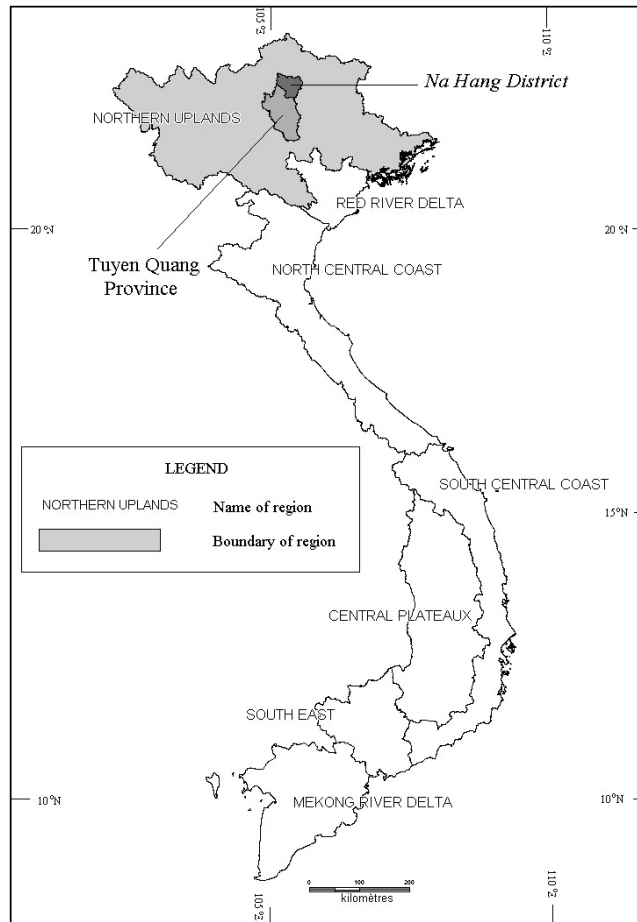 105°E
110°E
Na Hang District
NORTHERN UPLANDS
RED RIVER DELTA
20°N
20°N
Tuyen Quang
Province
NORTH CENTRAL COAST
LEGEND
NORTHERN UPLANDS Name of region
Boundary of region
SOUTH CENTRAL COAST
15°N
CENTRAL PLATEAUX
SOUTH EAST
10°N
MEKONG RIVER DELTA
10°N
0 100 200
kilomètres
105°E
110°E